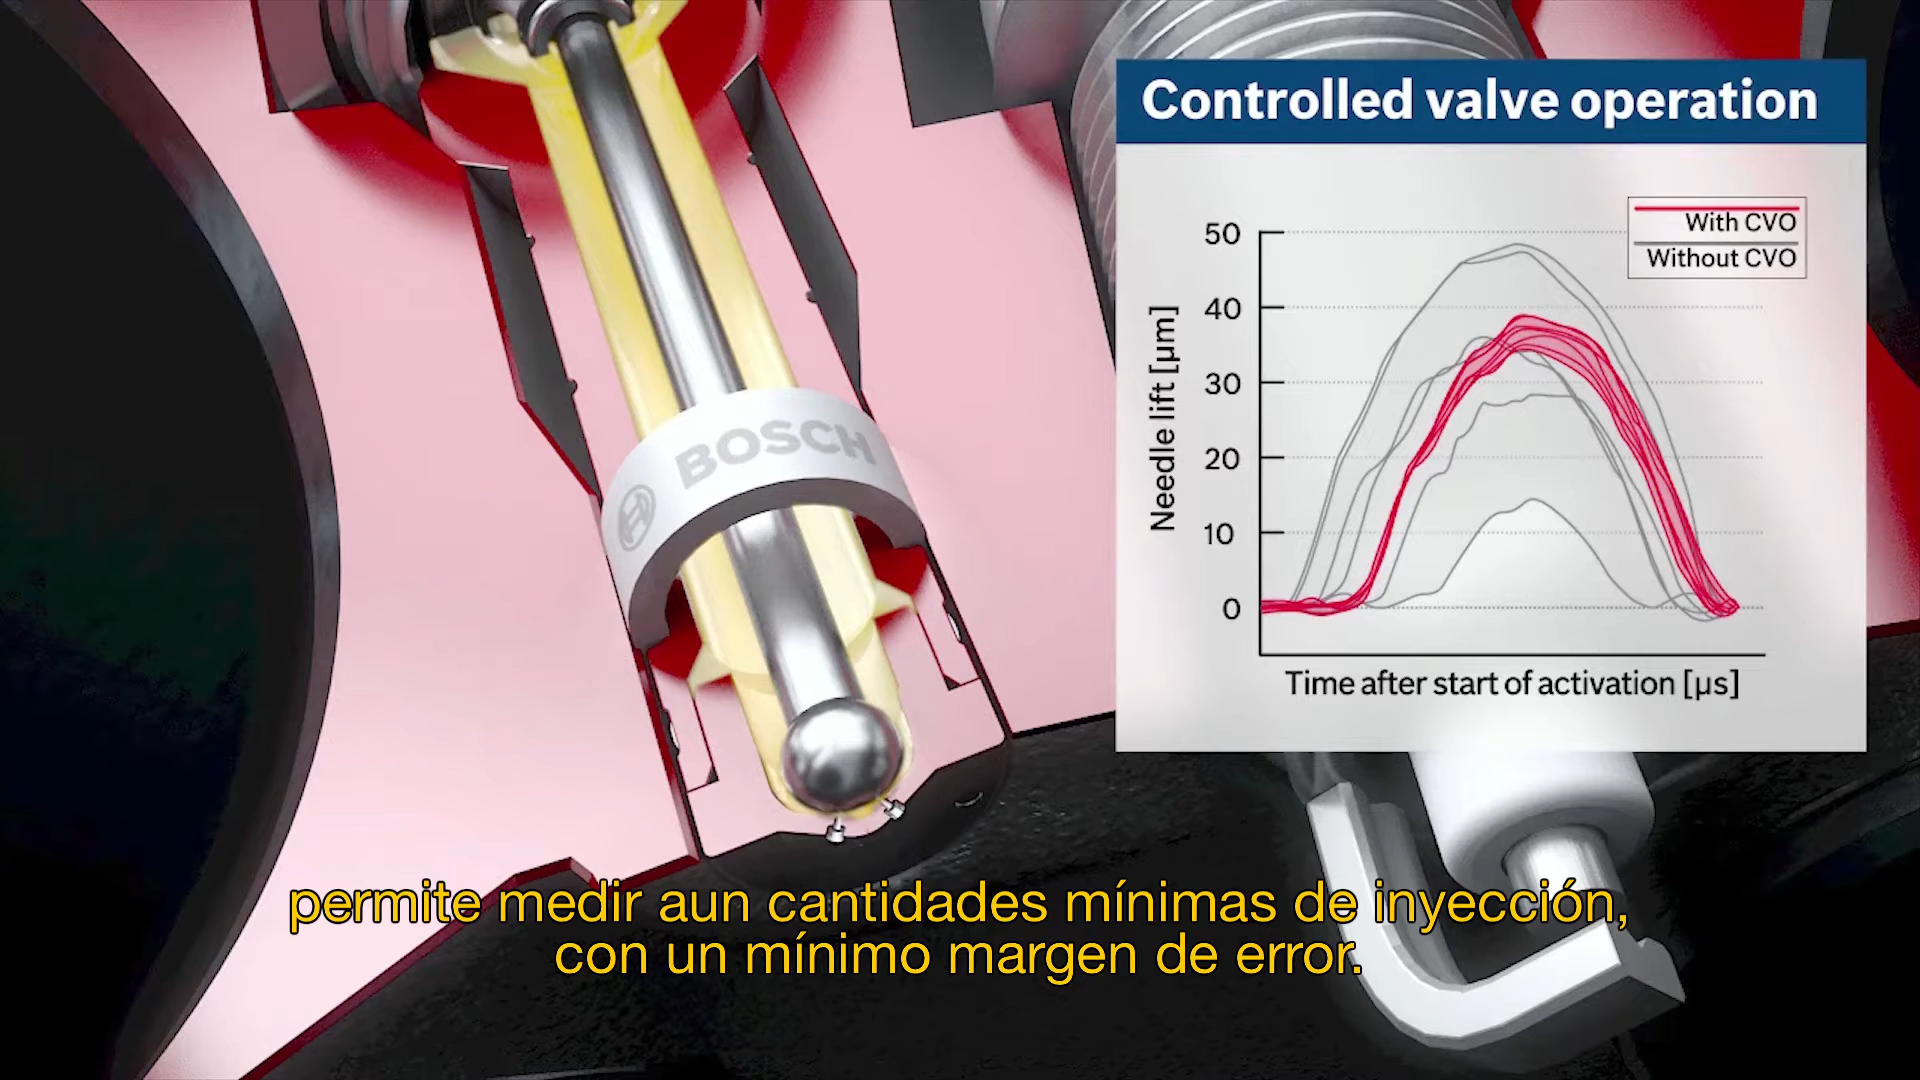 BOSCH
Controlled valve operation
With CVO
Without CVO
50
40
30
20
10
0
Needle lift [µm]
Time after start of activation [µs]
permite medir aun cantidades mínimas de inyección,
con un mínimo margen de error.